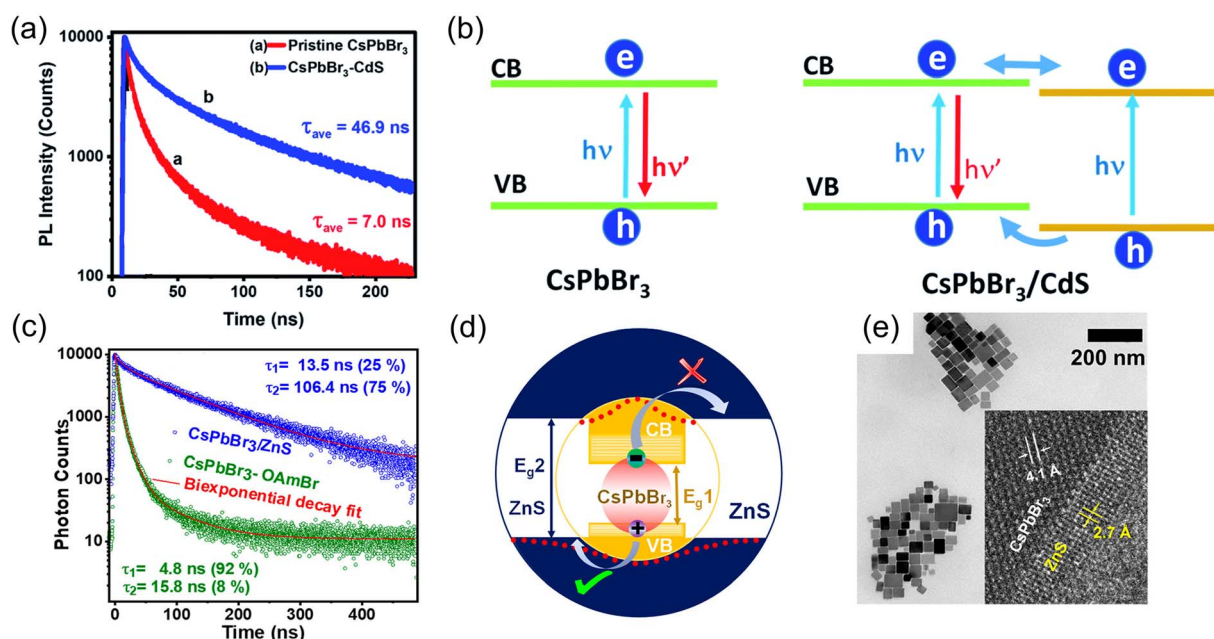 (a)
10000
1000
100
PL Intensity (Counts)
(a) Pristine CsPbBr₃
(b) CsPbBr₃-CdS
b
τave = 46.9 ns
a
τave = 7.0 ns
0 50 100 150 200
Time (ns)
(b)
e
CB
hν
hν'
VB
h
CsPbBr₃
e e
CB
hν
hν'
hν
VB
h h
CsPbBr₃/CdS
(c)
10000
1000
100
10
Photon Counts
τ₁= 13.5 ns (25 %)
τ₂= 106.4 ns (75 %)
CsPbBr₃/ZnS
CsPbBr₃- OAmBr
Biexponential decay fit
τ₁= 4.8 ns (92 %)
τ₂= 15.8 ns (8 %)
0 100 200 300 400
Time (ns)
(d)
CB
Eg2
ZnS
CsPbBr₃
Eg1
ZnS
VB
(e)
200 nm
4.1 Å
CsPbBr₃
2.7 Å
ZnS